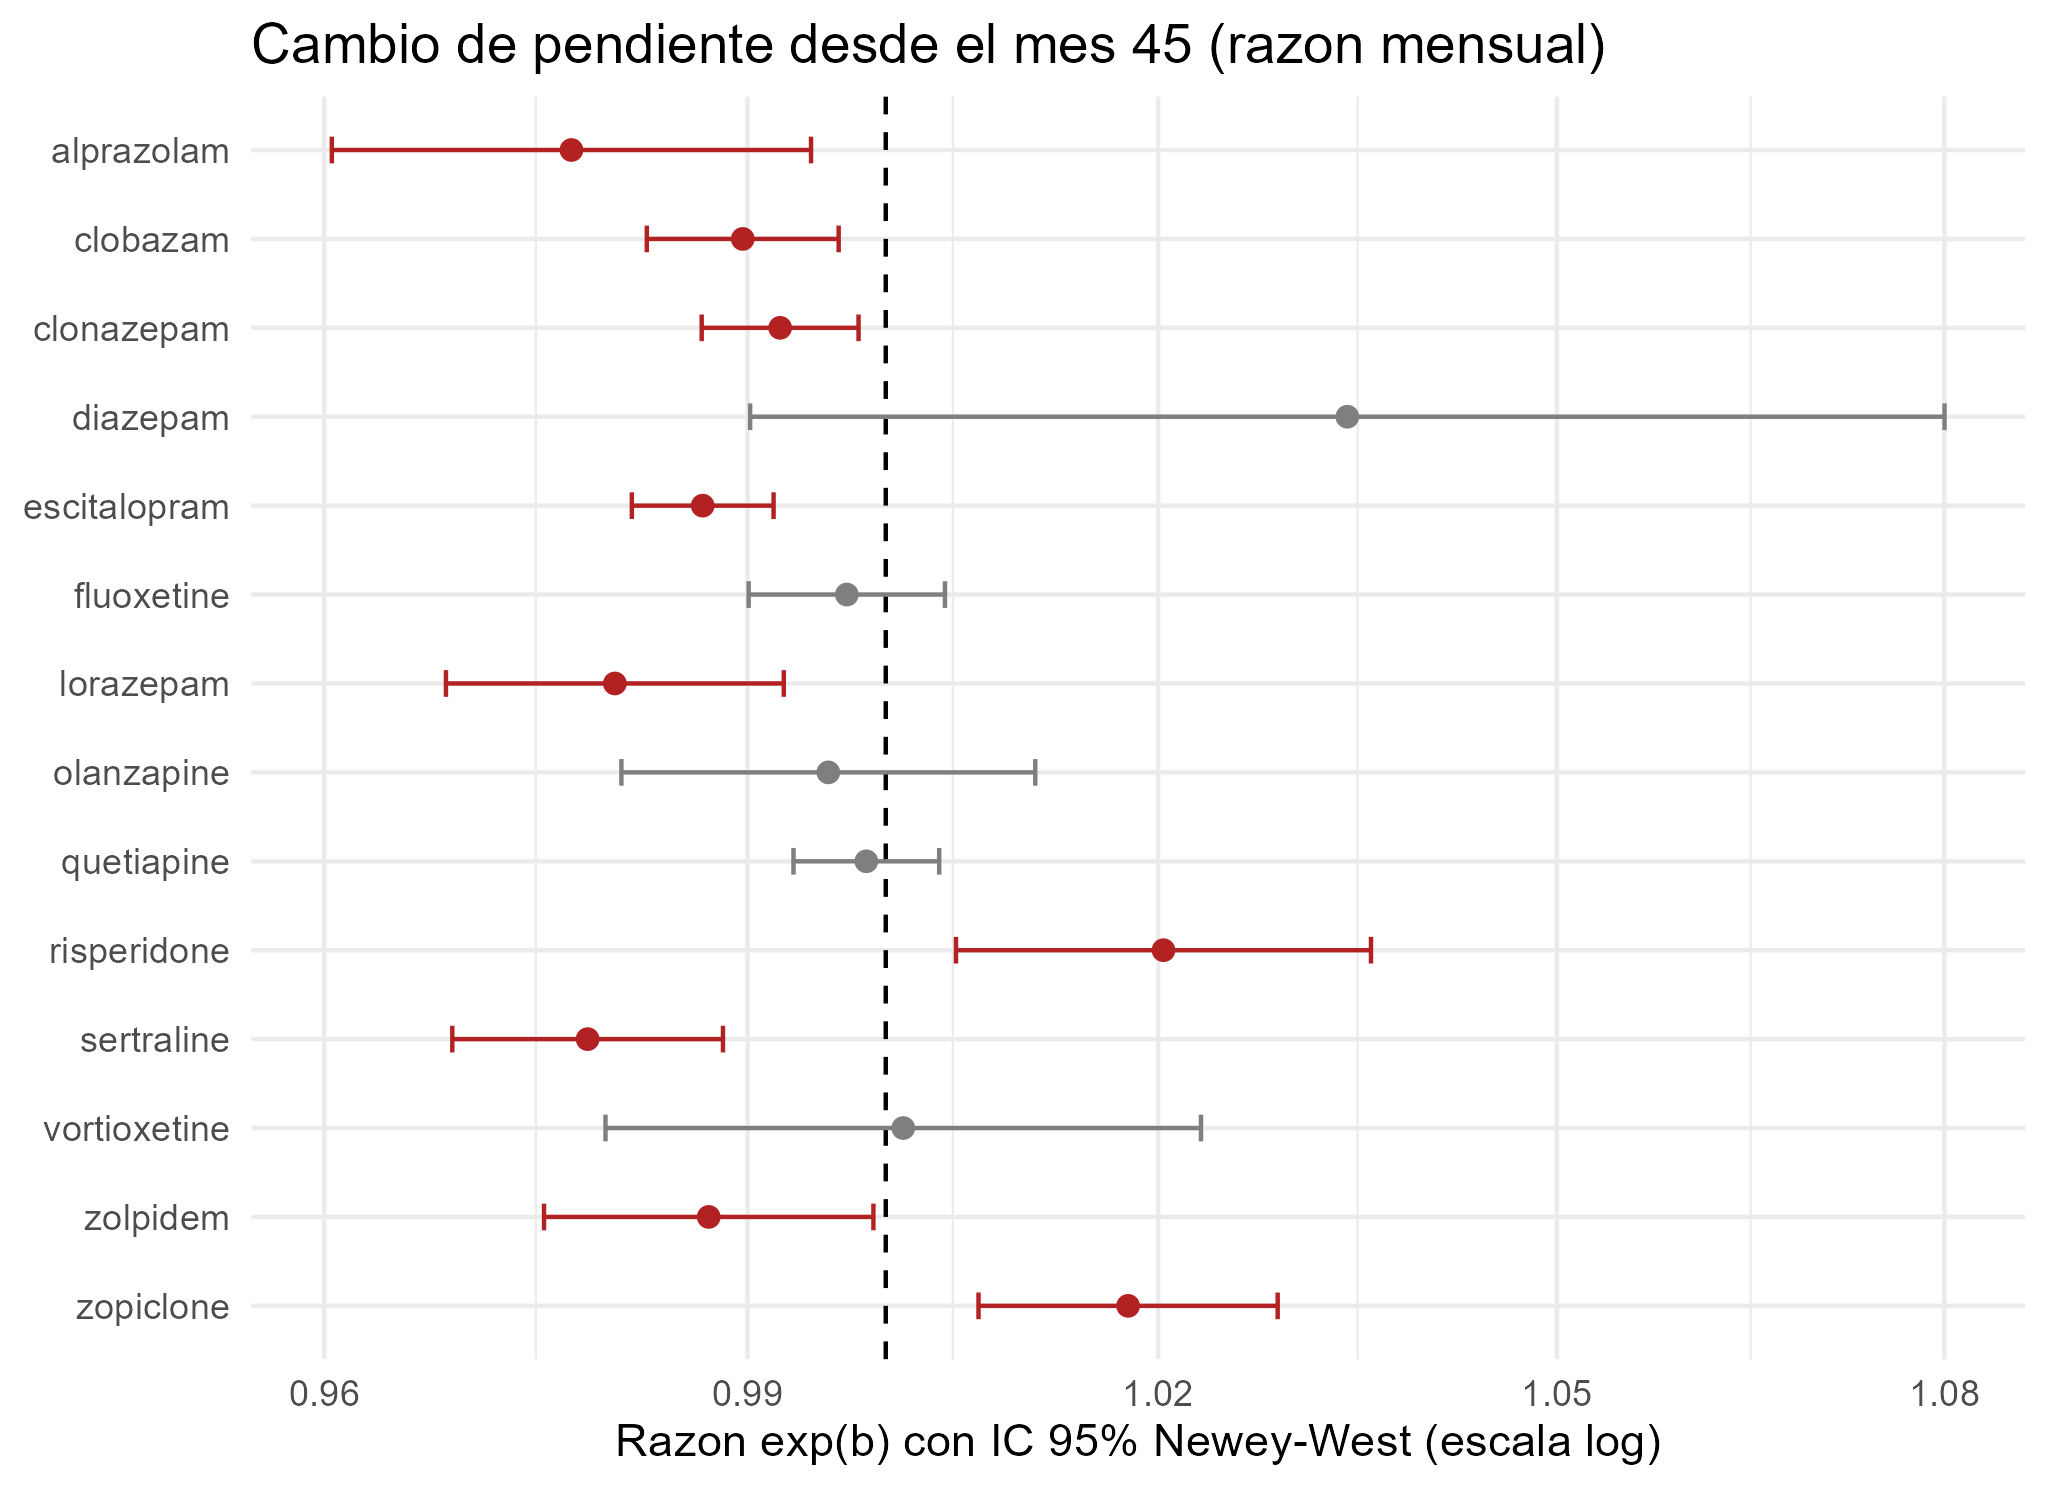 Cambio de pendiente desde el mes 45 (razon mensual)
alprazolam
clobazam
clonazepam
diazepam
escitalopram
fluoxetine
lorazepam
olanzapine
quetiapine
risperidone
sertraline
vortioxetine
zolpidem
zopiclone
0.96 0.99 1.02 1.05 1.08
Razon exp(b) con IC 95% Newey-West (escala log)